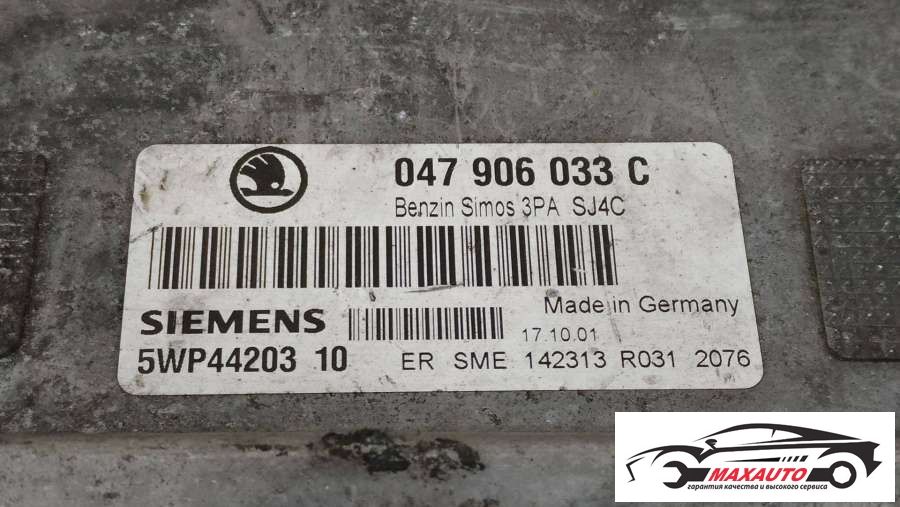 047 906 033 C
Benzin Simos 3PA SJ4C
Made in Germany
SIEMENS
17.10.01
5WP44203 10
ER SME 142313 R031 2076
MAXAUTO
гарантия качества и высокого сервиса